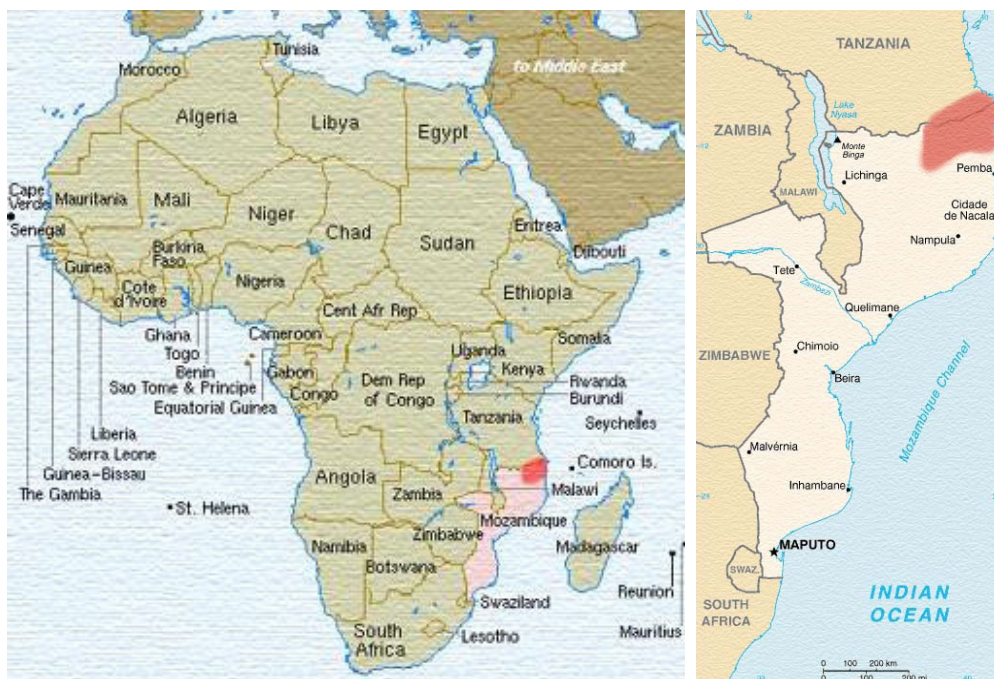 Tunisia
to Middle East
Morocco
Algeria
Libya
Egypt
Cape
Verde
Mauritania
Mali
Niger
Chad
Sudan
Eritrea
Senegal
Djibouti
Burkina
Faso
Guinea
Nigeria
Cote
d'Ivoire
Ethiopia
Cent Afr Rep
Ghana
Cameroon
Somalia
Togo
Uganda
Benin
Gabon
Kenya
Sao Tome & Principe
Congo
Dem Rep
of Congo
Rwanda
Burundi
Equatorial Guinea
Tanzania
Seychelles
Liberia
Sierra Leone
Guinea-Bissau
The Gambia
Angola
Comoro Is.
Zambia
Malawi
St. Helena
Mozambique
Zimbabwe
Namibia
Madagascar
Botswana
Reunion
Swaziland
South
Africa
Lesotho
Mauritius
TANZANIA
Lake
Nyasa
ZAMBIA
Monte
Binga
Pemba
Lichinga
MALAWI
Cidade
de Nacala
Nampula
Tete
Zambezi
Quelimane
ZIMBABWE
Chimoio
Beira
Mozambique Channel
Malvérnia
Inhambane
MAPUTO
SWAZ.
INDIAN
OCEAN
SOUTH
AFRICA
0 100 200 km
0 100 200 mi